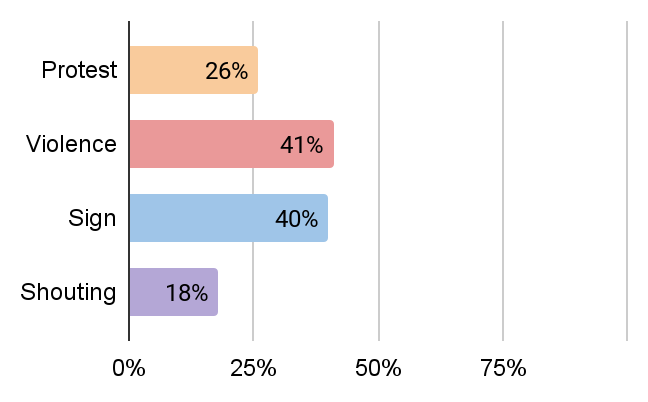 Protest
26%
Violence
41%
Sign
40%
Shouting
18%
0%
25%
50%
75%